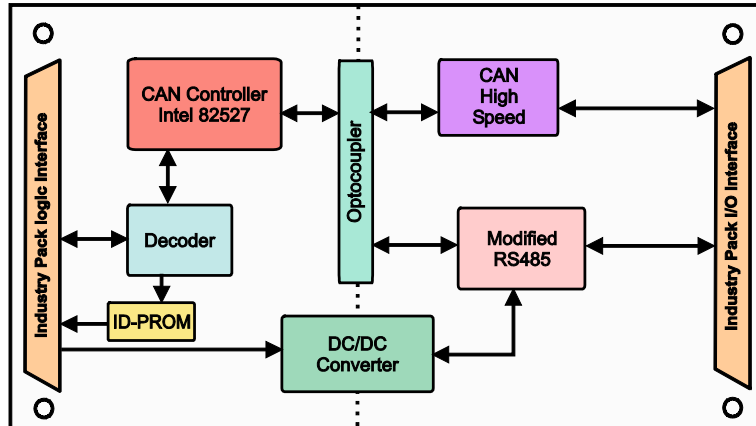 CAN Controller
Intel 82527
CAN
High
Speed
Industry Pack logic Interface
Optocoupler
Industry Pack I/O Interface
Decoder
Modified
RS485
ID-PROM
DC/DC
Converter